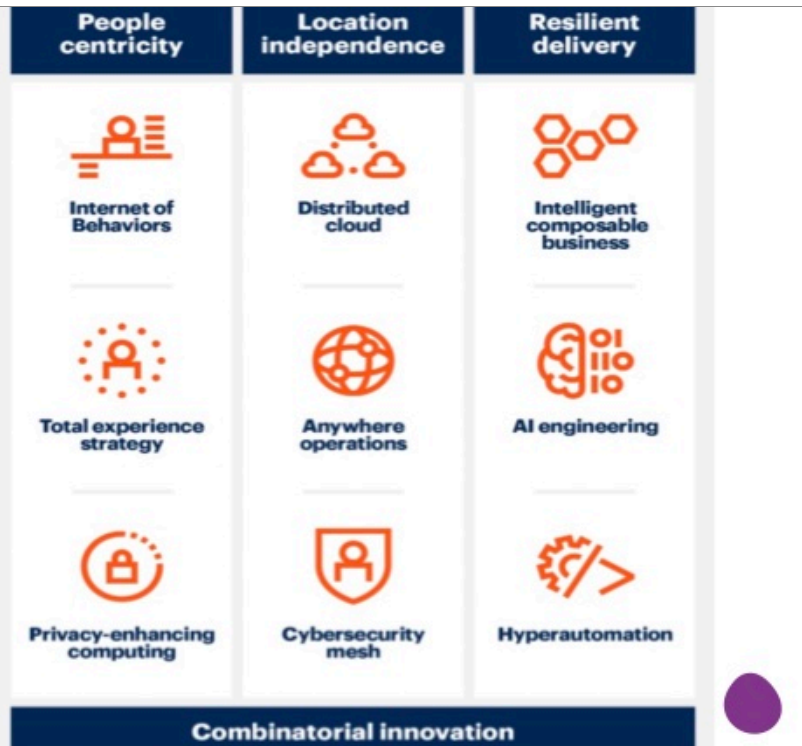 People
centricity
Location
independence
Resilient
delivery
Internet of
Behaviors
Distributed
cloud
Intelligent
composable
business
Total experience
strategy
Anywhere
operations
AI engineering
Privacy-enhancing
computing
Cybersecurity
mesh
Hyperautomation
Combinatorial innovation